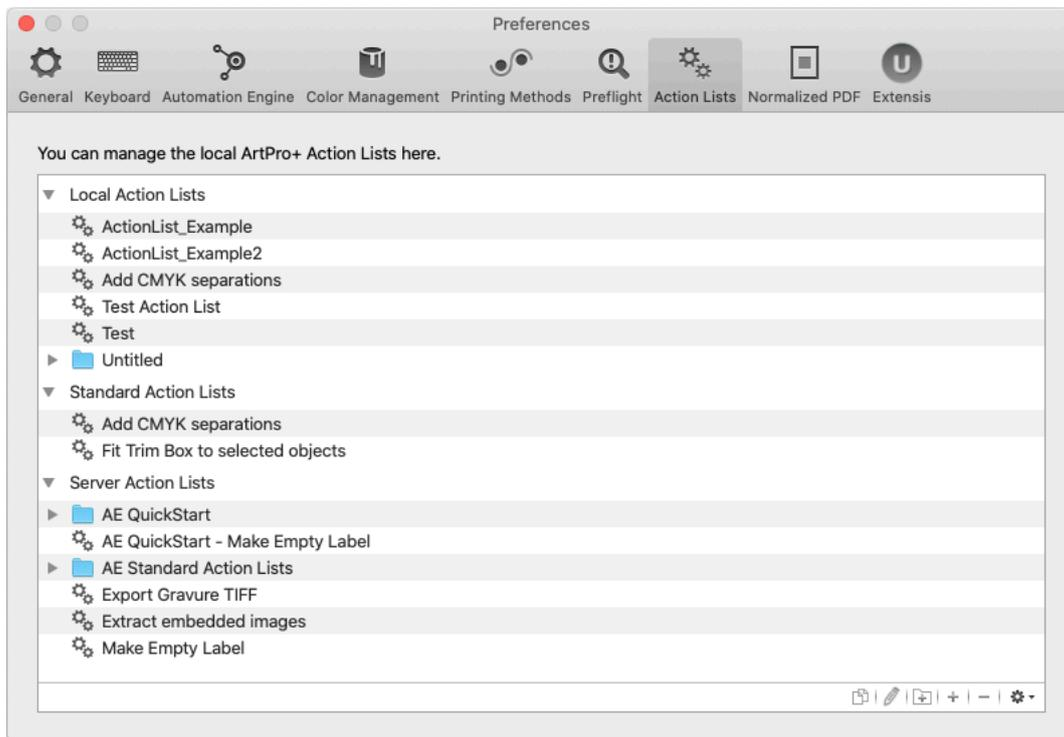 Preferences
General Keyboard Automation Engine Color Management Printing Methods Preflight Action Lists Normalized PDF Extensis
You can manage the local ArtPro+ Action Lists here.
Local Action Lists
ActionList_Example
ActionList_Example2
Add CMYK separations
Test Action List
Test
Untitled
Standard Action Lists
Add CMYK separations
Fit Trim Box to selected objects
Server Action Lists
AE QuickStart
AE QuickStart - Make Empty Label
AE Standard Action Lists
Export Gravure TIFF
Extract embedded images
Make Empty Label